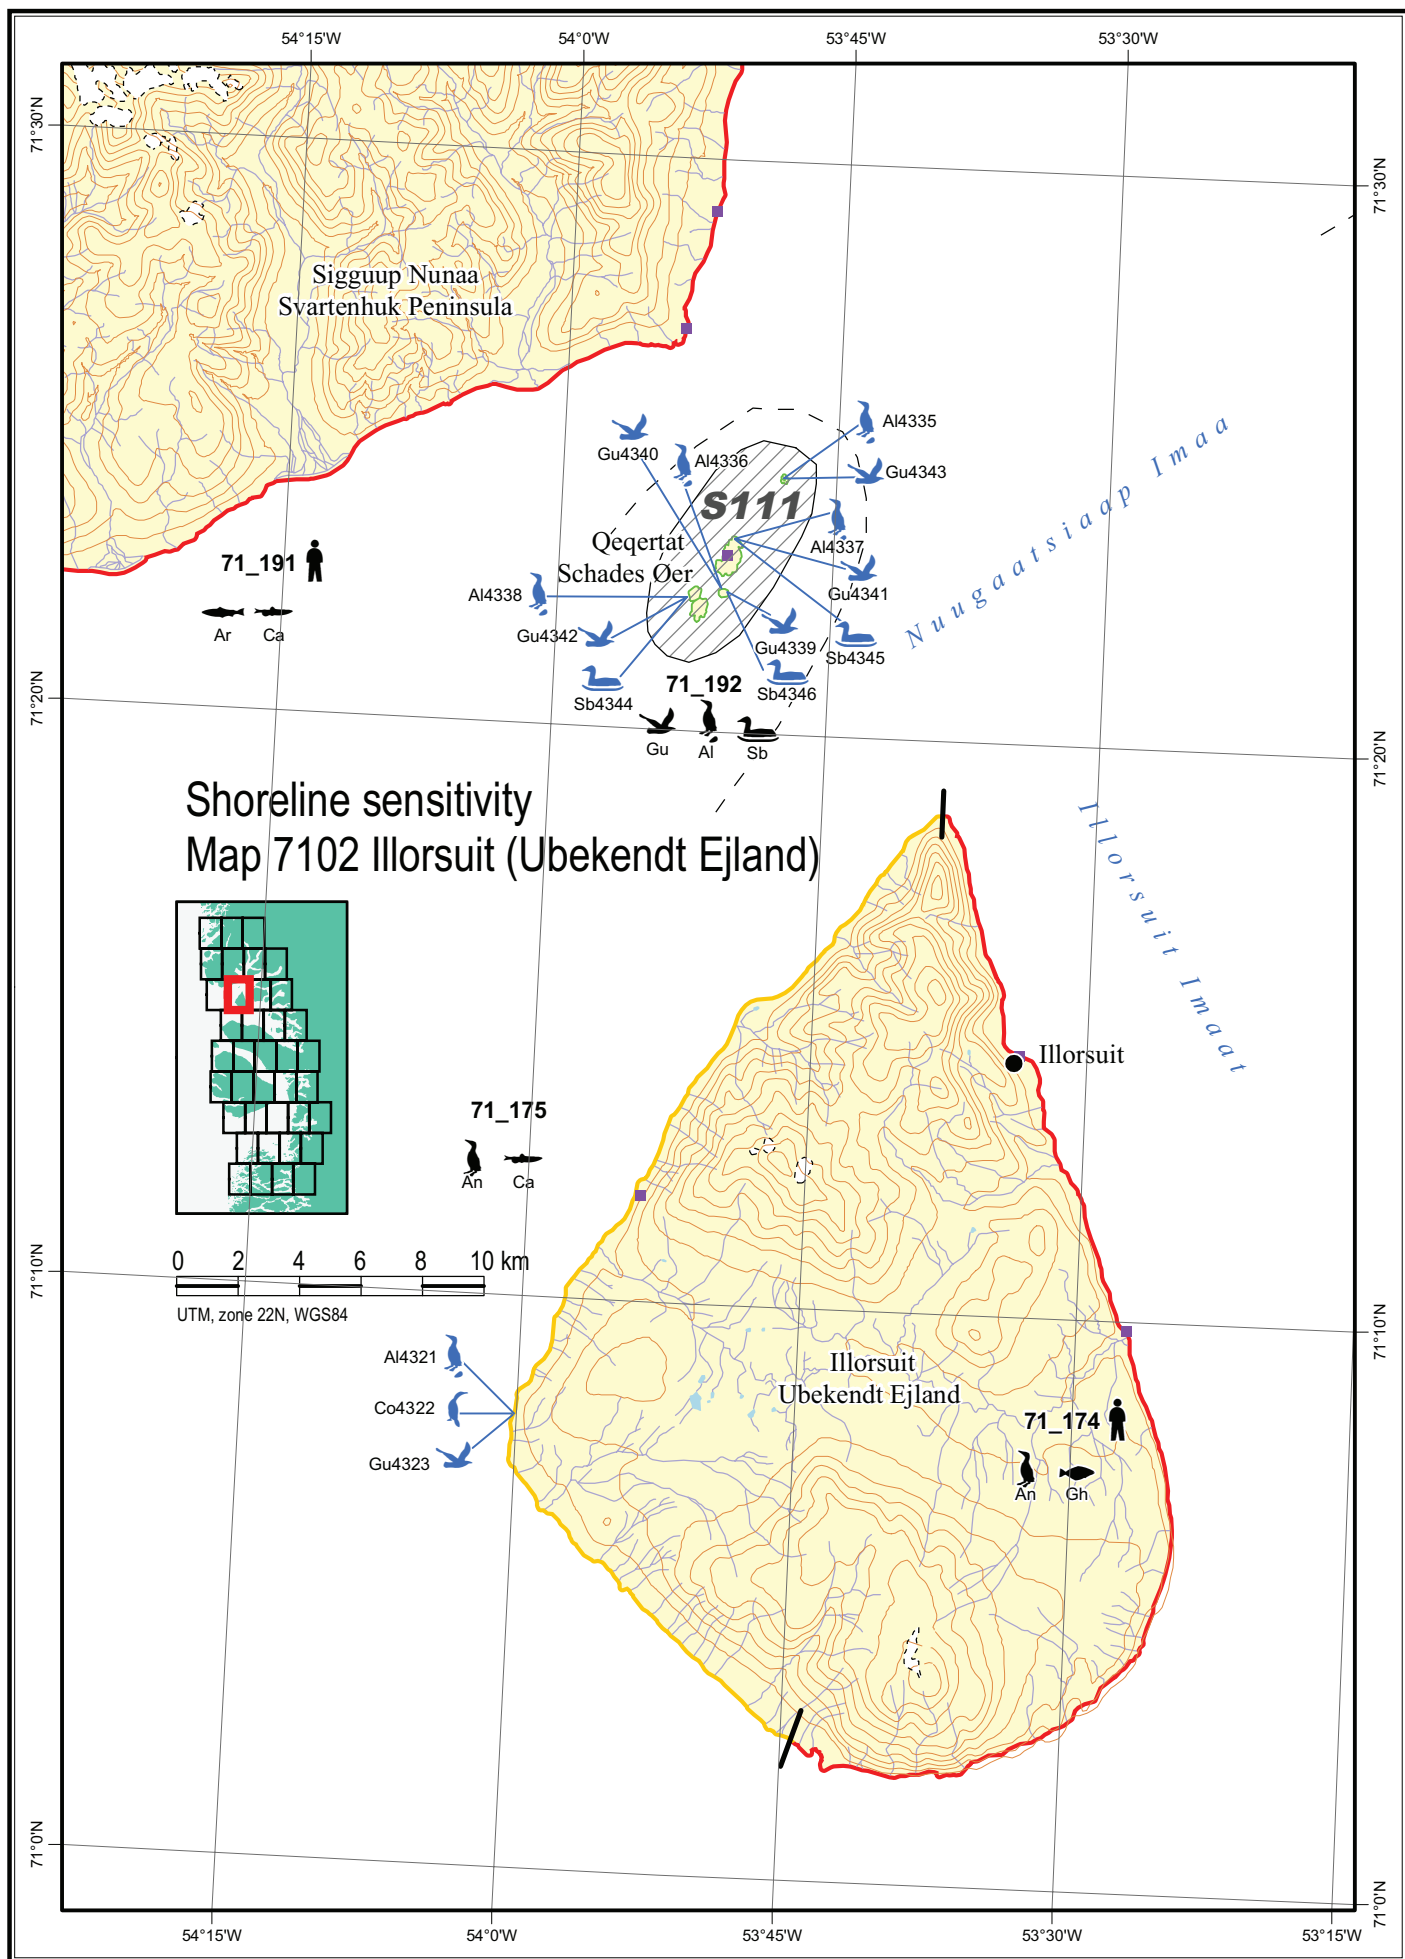 54°15'W
54°0'W
53°45'W
53°30'W
71°30'N
71°30'N
Sigguup Nunaa
Svartenhuk Peninsula
Al4335
Gu4340
Al4336
Gu4343
S111
Nuugaatsiaap Imaa
Qeqertat
Schades Øer
Al4337
71_191
Gu4341
Al4338
Ar
Ca
Gu4342
Gu4339
Sb4345
71_192
Sb4344
Sb4346
71°20'N
Gu
Al
Sb
71°20'N
Shoreline sensitivity
Map 7102 Illorsuit (Ubekendt Ejland)
Illorsuit Imaat
Illorsuit
71_175
An
Ca
0 2 4 6 8 10 km
UTM, zone 22N, WGS84
71°10'N
71°10'N
Al4321
Illorsuit
Ubekendt Ejland
Co4322
71_174
Gu4323
An
Gh
71°0'N
71°0'N
54°15'W
54°0'W
53°45'W
53°30'W
53°15'W